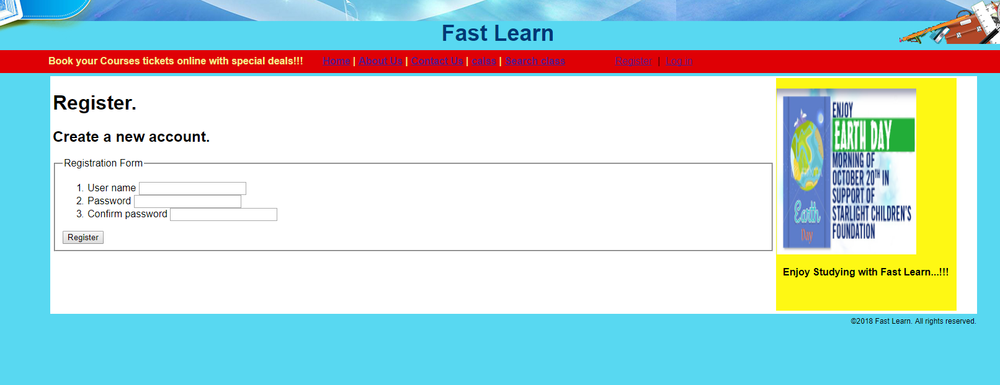 Fast Learn
Book your Courses tickets online with special deals!!! Home | About Us | Contact Us | calss | Search class Register | Log in
Register.
Create a new account.
Registration Form
1. User name
2. Password
3. Confirm password
Register
ENJOY
EARTH DAY
MORNING OF
OCTOBER 20TH IN
SUPPORT OF
STARLIGHT CHILDREN'S
FOUNDATION
Earth
Day
Enjoy Studying with Fast Learn...!!!
©2018 Fast Learn. All rights reserved.